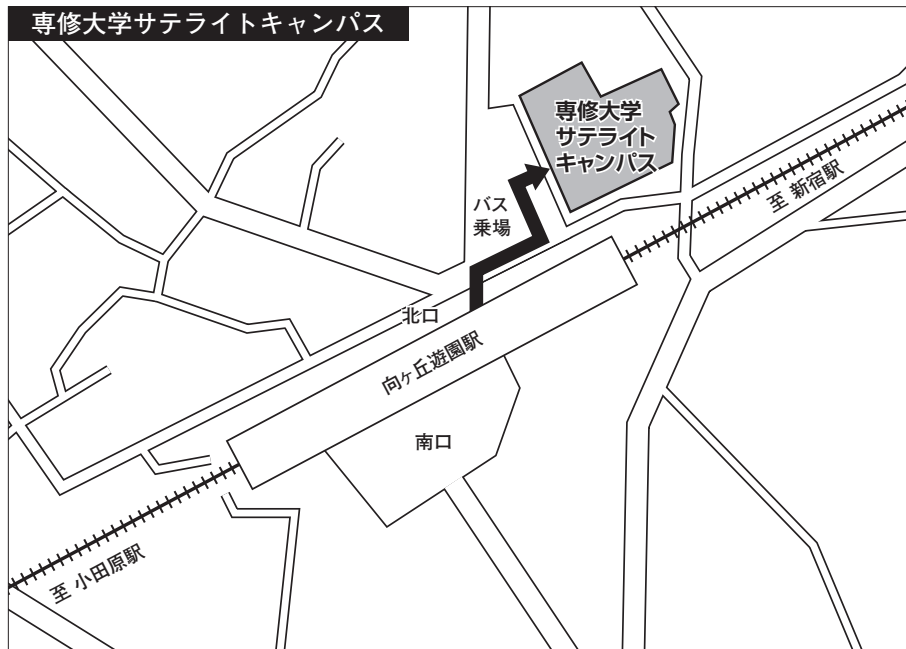 専修大学サテライトキャンパス
専修大学
サテライト
キャンパス
バス
乗場
至 新宿駅
北口
向ヶ丘遊園駅
南口
至 小田原駅